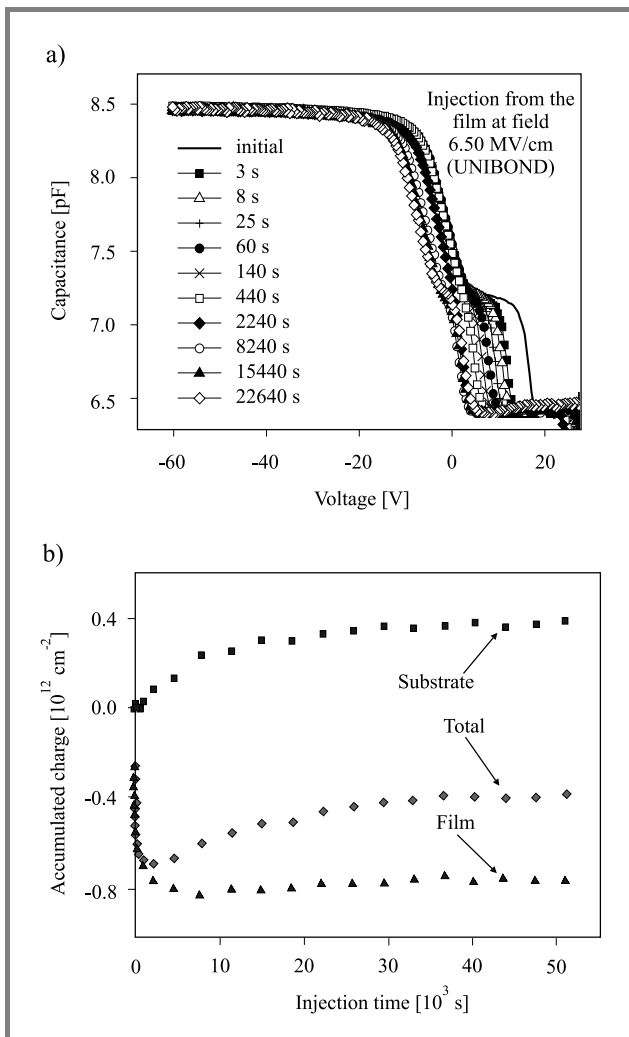 a)
8.5
8.0
7.5
7.0
6.5
Capacitance [pF]
Injection from the
film at field
6.50 MV/cm
(UNIBOND)
initial
3 s
8 s
25 s
60 s
140 s
440 s
2240 s
8240 s
15440 s
22640 s
-60 -40 -20 0 20
Voltage [V]
b)
0.4
0.0
-0.4
-0.8
Accumulated charge [10¹² cm⁻²]
Substrate
Total
Film
0 10 20 30 40 50
Injection time [10³ s]